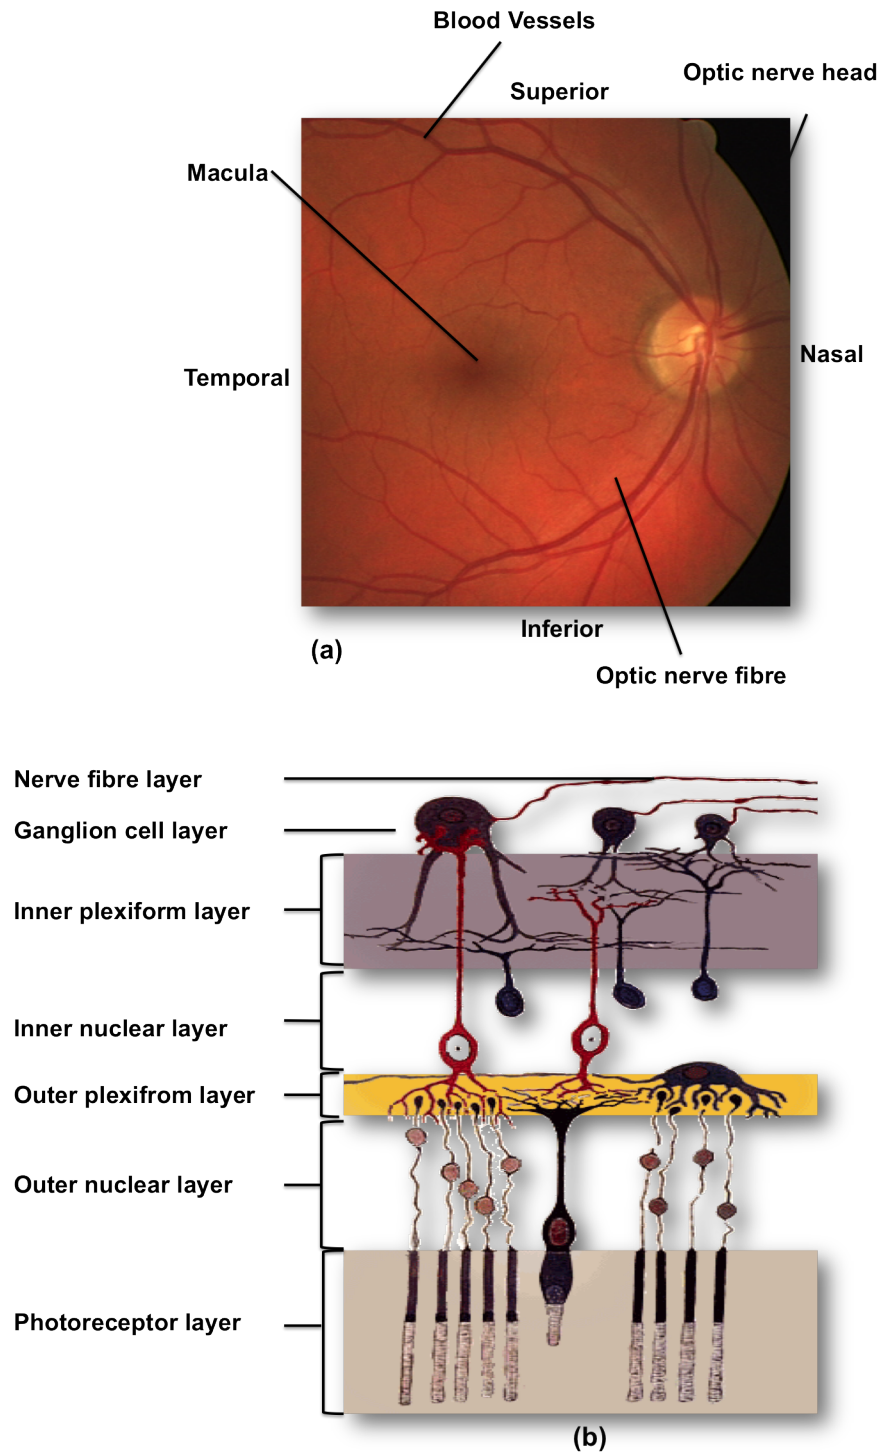 Blood Vessels
Optic nerve head
Superior
Macula
Nasal
Temporal
Inferior
(a)
Optic nerve fibre
Nerve fibre layer
Ganglion cell layer
Inner plexiform layer
Inner nuclear layer
Outer plexifrom layer
Outer nuclear layer
Photoreceptor layer
(b)